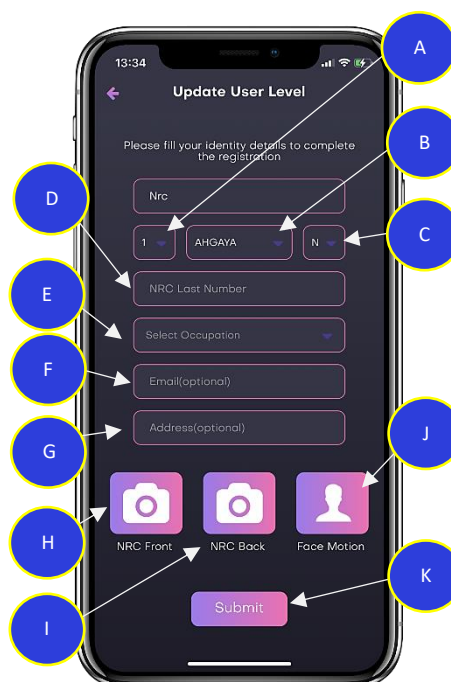 A
13:34
Update User Level
B
Please fill your identity details to complete
the registration
D
Nrc
1
AHGAYA
N
C
NRC Last Number
E
Select Occupation
F
Email(optional)
G
Address(optional)
J
H
NRC Front
NRC Back
Face Motion
K
Submit
I